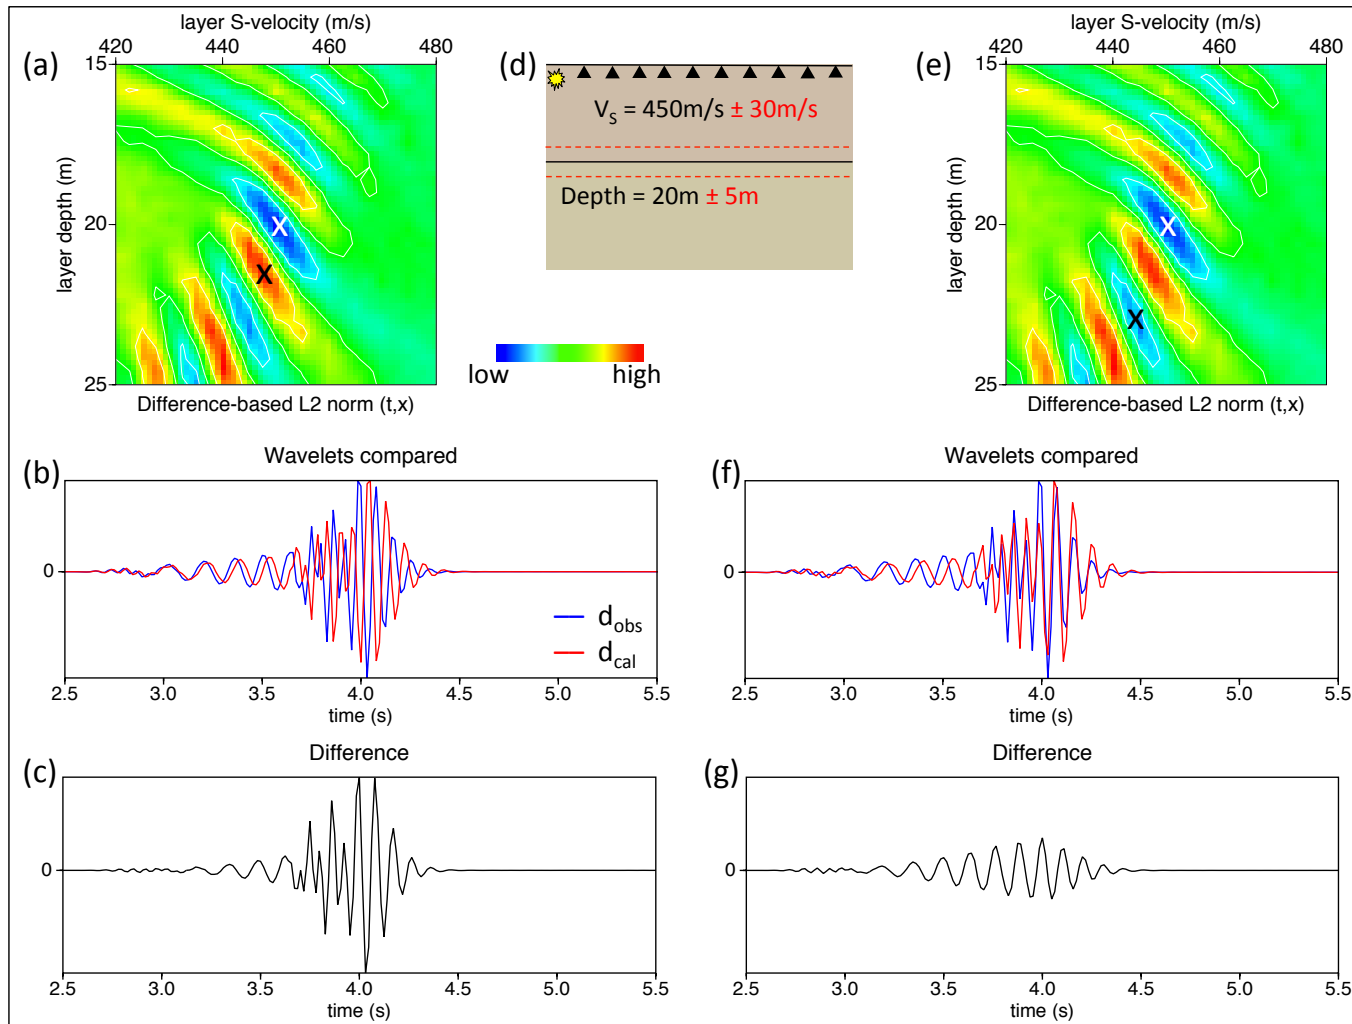 layer S-velocity (m/s)
420 440 460 480
(a)
15
20
25
layer depth (m)
X
X
Difference-based L2 norm (t,x)
(d)
V_S = 450m/s ± 30m/s
Depth = 20m ± 5m
low high
layer S-velocity (m/s)
420 440 460 480
(e)
15
20
25
layer depth (m)
X
X
Difference-based L2 norm (t,x)
Wavelets compared
(b)
0
d_obs
d_cal
2.5 3.0 3.5 4.0 4.5 5.0 5.5
time (s)
Wavelets compared
(f)
0
2.5 3.0 3.5 4.0 4.5 5.0 5.5
time (s)
Difference
(c)
0
2.5 3.0 3.5 4.0 4.5 5.0 5.5
time (s)
Difference
(g)
0
2.5 3.0 3.5 4.0 4.5 5.0 5.5
time (s)